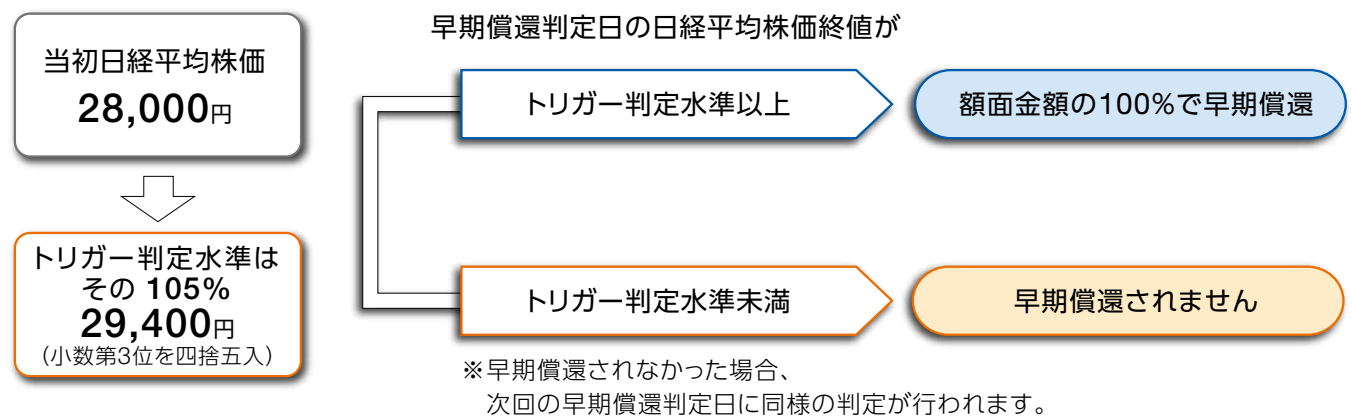 当初日経平均株価
28,000円
トリガー判定水準は
その 105%
29,400円
(小数第3位を四捨五入)
早期償還判定日の日経平均株価終値が
トリガー判定水準以上
額面金額の100%で早期償還
トリガー判定水準未満
早期償還されません
※早期償還されなかった場合、
次回の早期償還判定日に同様の判定が行われます。